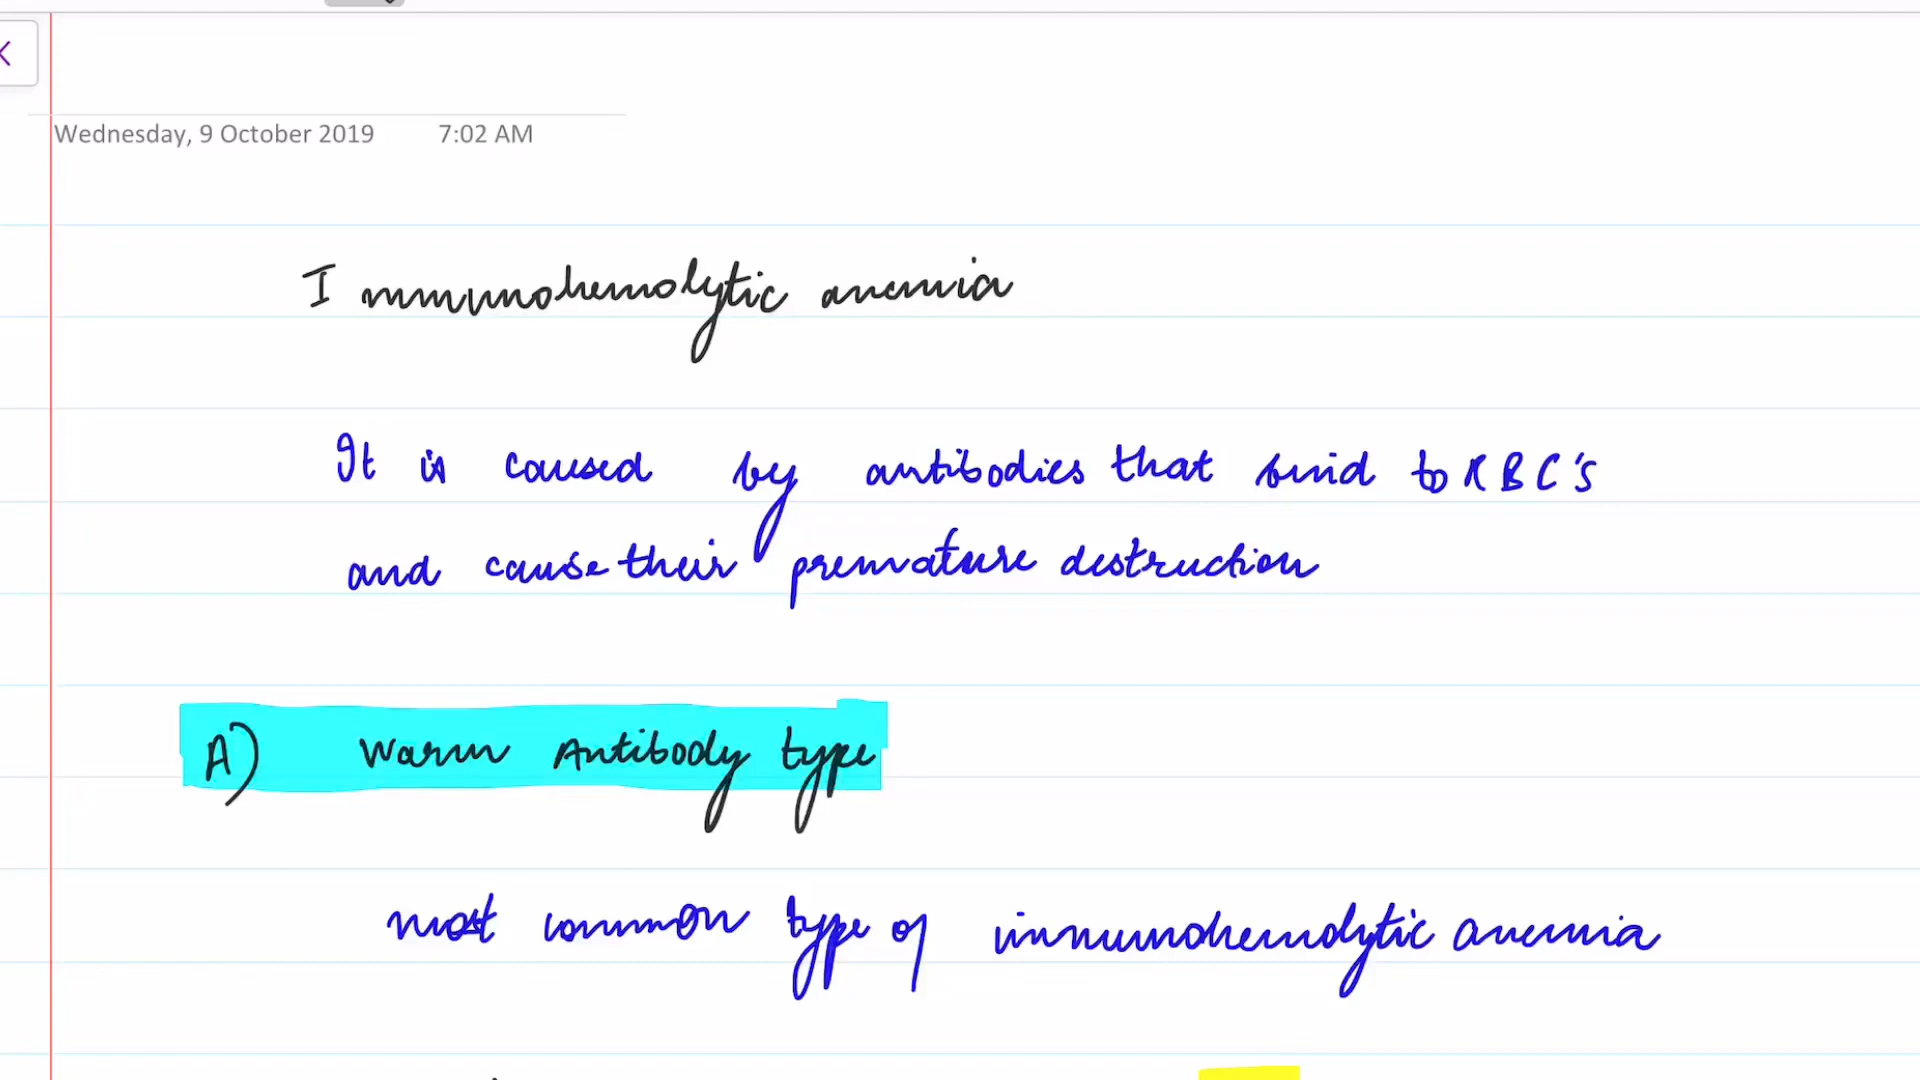 Wednesday, 9 October 2019 7:02 AM
Immunohemolytic anemia
It is caused by antibodies that bind to RBC's
and cause their premature destruction
A) Warm Antibody type
most common type of immunohemolytic anemia